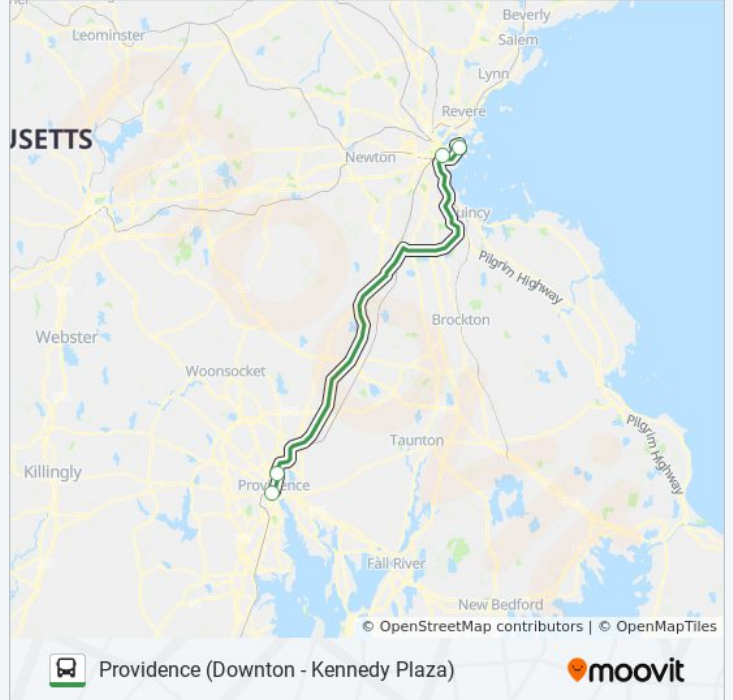 Beverly
Leominster
Salem
Lynn
Revere
USETTS
Newton
uincy
Pilgrim Highway
Brockton
Webster
Woonsocket
Pilgrim Highway
Taunton
Killingly
Providence
Fall River
New Bedford
© OpenStreetMap contributors | © OpenMapTiles
Providence (Downton - Kennedy Plaza)
moovit